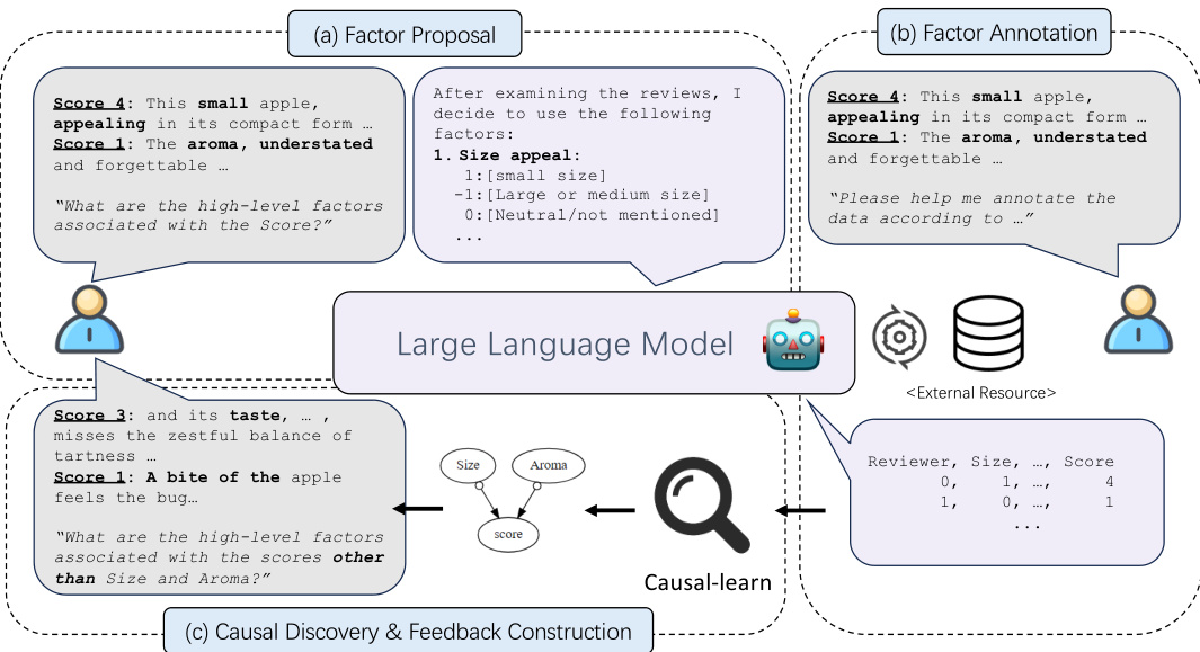 (a) Factor Proposal
Score 4: This small apple,
appealing in its compact form …
Score 1: The aroma, understated
and forgettable …
“What are the high-level factors
associated with the Score?”
After examining the reviews, I
decide to use the following
factors:
1. Size appeal:
1:[small size]
-1:[Large or medium size]
0:[Neutral/not mentioned]
...
(b) Factor Annotation
Score 4: This small apple,
appealing in its compact form …
Score 1: The aroma, understated
and forgettable …
“Please help me annotate the
data according to …”
Large Language Model
<External Resource>
Reviewer, Size, …, Score
0, 1, …, 4
1, 0, …, 1
...
Causal-learn
Size
Aroma
score
Score 3: and its taste, … ,
misses the zestful balance of
tartness …
Score 1: A bite of the apple
feels the bug…
“What are the high-level factors
associated with the scores other
than Size and Aroma?”
(c) Causal Discovery & Feedback Construction